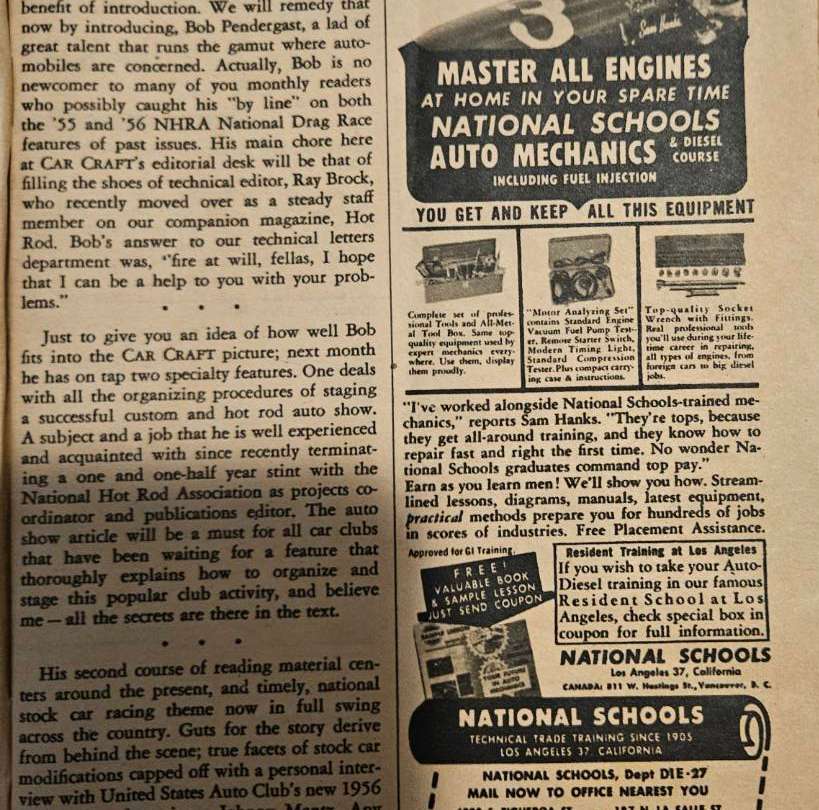 benefit of introduction. We will remedy that
now by introducing, Bob Pendergast, a lad of
great talent that runs the gamut where auto-
mobiles are concerned. Actually, Bob is no
newcomer to many of you monthly readers
who possibly caught his "by line" on both
the '55 and '56 NHRA National Drag Race
features of past issues. His main chore here
at CAR CRAFT's editorial desk will be that of
filling the shoes of technical editor, Ray Brock,
who recently moved over as a steady staff
member on our companion magazine, Hot
Rod. Bob's answer to our technical letters
department was, "fire at will, fellas, I hope
that I can be a help to you with your prob-
lems."
• • •
Just to give you an idea of how well Bob
fits into the CAR CRAFT picture; next month
he has on tap two specialty features. One deals
with all the organizing procedures of staging
a successful custom and hot rod auto show.
A subject and a job that he is well experienced
and acquainted with since recently terminat-
ing a one and one-half year stint with the
National Hot Rod Association as projects co-
ordinator and publications editor. The auto
show article will be a must for all car clubs
that have been waiting for a feature that
thoroughly explains how to organize and
stage this popular club activity, and believe
me — all the secrets are there in the text.
• • •
His second course of reading material cen-
ters around the present, and timely, national
stock car racing theme now in full swing
across the country. Guts for the story derive
from behind the scene; true facets of stock car
modifications capped off with a personal inter-
view with United States Auto Club's new 1956
3
Sam Hanks
MASTER ALL ENGINES
AT HOME IN YOUR SPARE TIME
NATIONAL SCHOOLS
AUTO MECHANICS & DIESEL COURSE
INCLUDING FUEL INJECTION
YOU GET AND KEEP ALL THIS EQUIPMENT
Complete set of profes-
sional Tools and All-Met-
al Tool Box. Same top-
quality equipment used by
expert mechanics every-
where. Use them, display
them proudly.
"Motor Analyzing Set"
contains Standard Engine
Vacuum Fuel Pump Test-
er, Remote Starter Switch,
Modern Timing Light,
Standard Compression
Tester. Plus compact carry-
ing case & instructions.
Top-quality Socket
Wrench with Fittings.
Real professional tools
you'll use during your life-
time career in repairing,
all types of engines, from
foreign cars to big diesel
jobs.
"I've worked alongside National Schools-trained me-
chanics," reports Sam Hanks. "They're tops, because
they get all-around training, and they know how to
repair fast and right the first time. No wonder Na-
tional Schools graduates command top pay."
Earn as you learn men! We'll show you how. Stream-
lined lessons, diagrams, manuals, latest equipment,
practical methods prepare you for hundreds of jobs
in scores of industries. Free Placement Assistance.
Approved for GI Training.
FREE!
VALUABLE BOOK
& SAMPLE LESSON
JUST SEND COUPON
YOUR FUTURE
IN AUTO
MECHANICS
Resident Training at Los Angeles
If you wish to take your Auto-
Diesel training in our famous
Resident School at Los
Angeles, check special box in
coupon for full information.
NATIONAL SCHOOLS
Los Angeles 37, California
CANADA: 811 W. Hastings St., Vancouver, B. C.
NATIONAL SCHOOLS
TECHNICAL TRADE TRAINING SINCE 1905
LOS ANGELES 37, CALIFORNIA
NATIONAL SCHOOLS, Dept D1E-27
MAIL NOW TO OFFICE NEAREST YOU